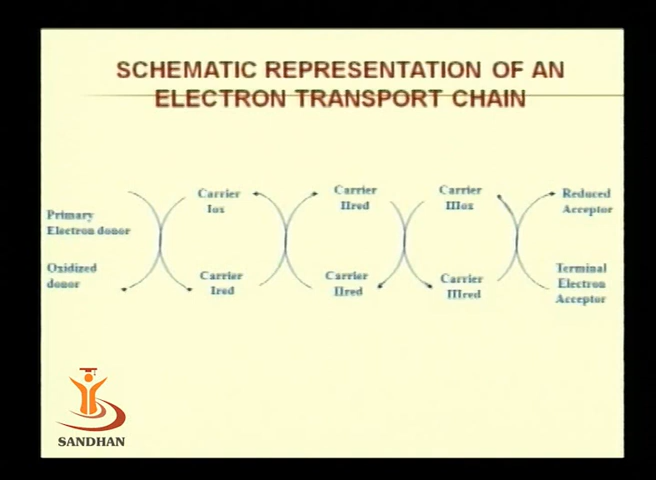 SCHEMATIC REPRESENTATION OF AN
ELECTRON TRANSPORT CHAIN
Primary
Electron donor
Oxidized
donor
Carrier
Iox
Carrier
Ired
Carrier
IIred
Carrier
IIred
Carrier
IIIox
Carrier
IIIred
Reduced
Acceptor
Terminal
Electron
Acceptor
SANDHAN